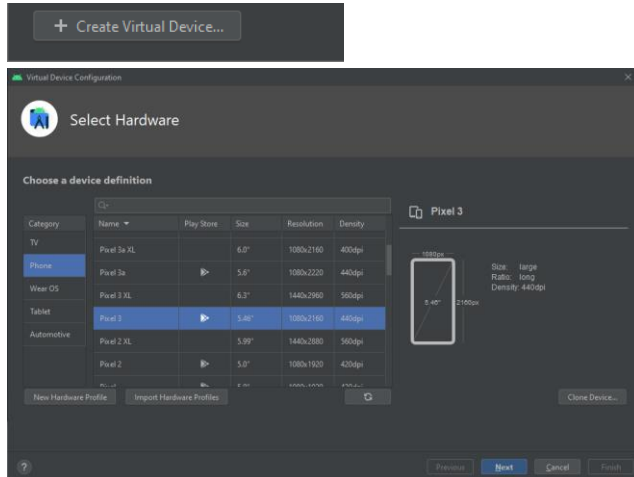 + Create Virtual Device...
Virtual Device Configuration
Select Hardware
Choose a device definition
Category Name Play Store Size Resolution Density
TV
Phone
Wear OS
Tablet
Automotive
Pixel 3a XL 6.0" 1080x2160 400dpi
Pixel 3a 5.6" 1080x2220 440dpi
Pixel 3 XL 6.3" 1440x2960 560dpi
Pixel 3 5.46" 1080x2160 440dpi
Pixel 2 XL 5.99" 1440x2880 560dpi
Pixel 2 5.0" 1080x1920 420dpi
New Hardware Profile Import Hardware Profiles
Pixel 3
1080px
5.46" 2160px
Size: large
Ratio: long
Density: 440dpi
Clone Device...
? Previous Next Cancel Finish